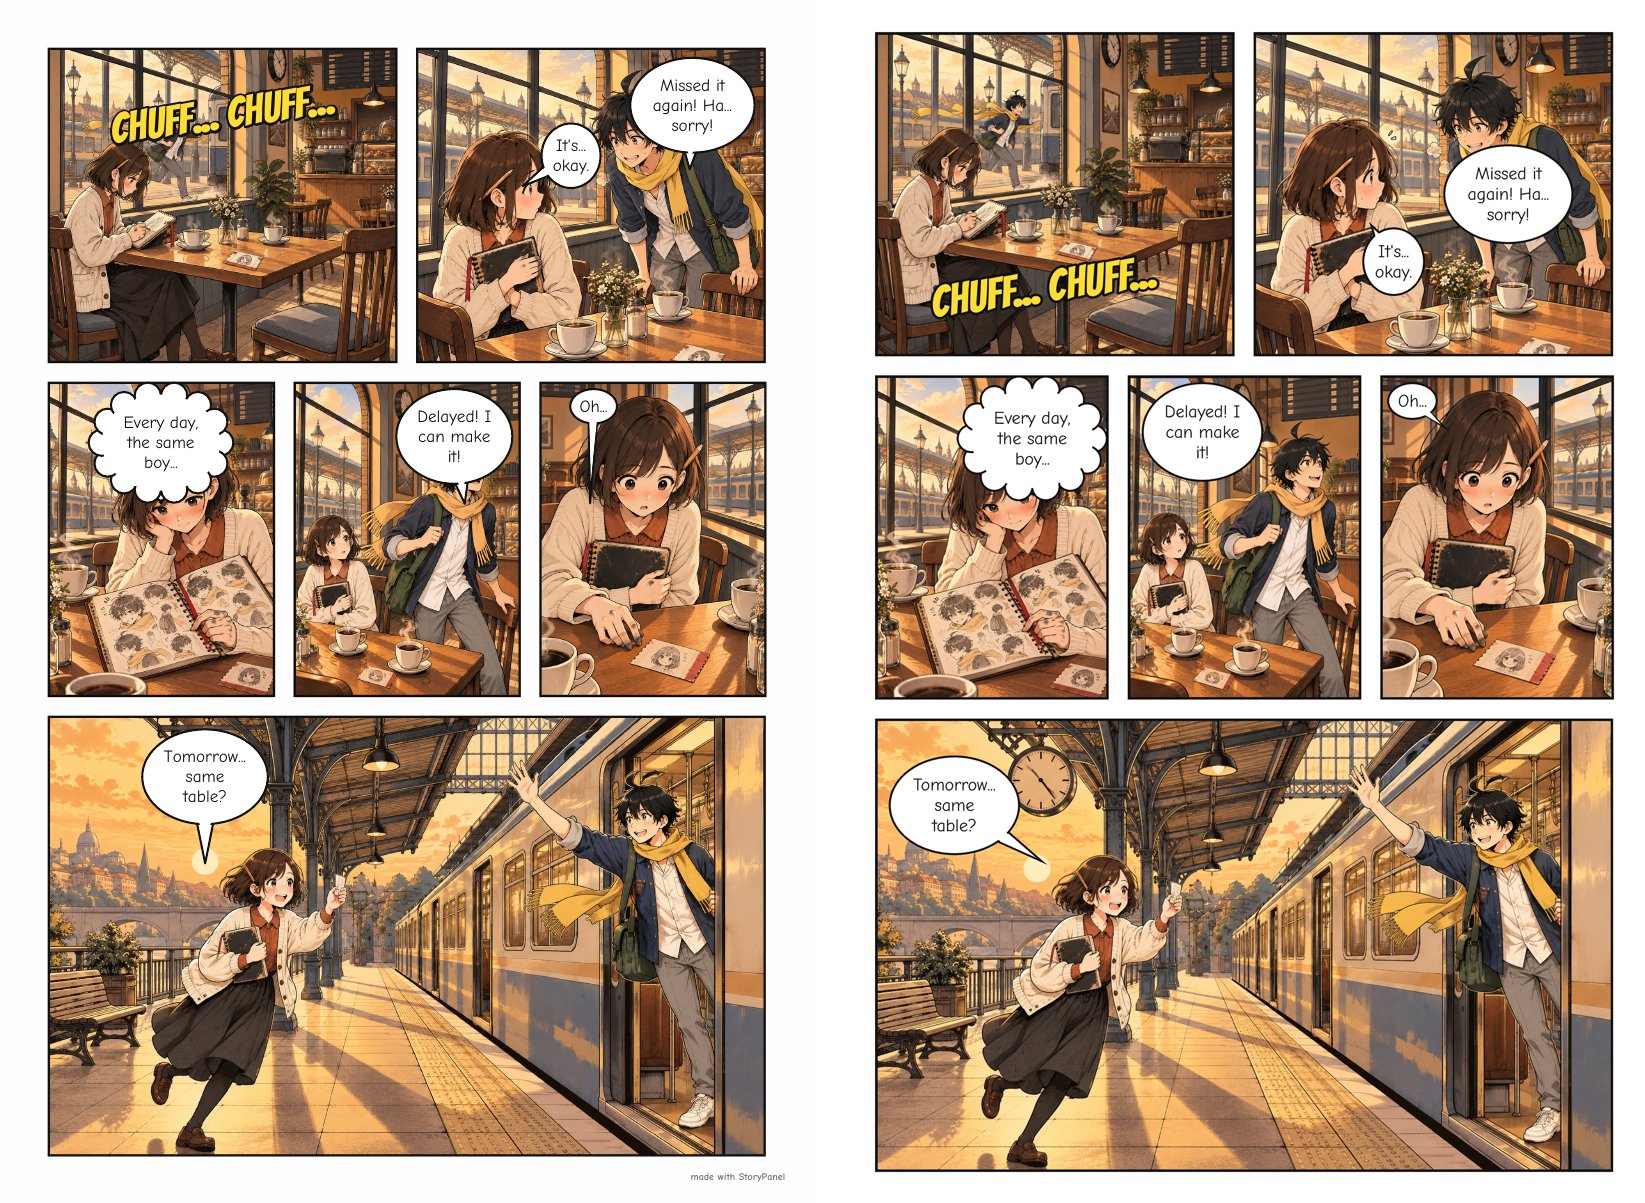 CHUFF... CHUFF...
Missed it
again! Ha...
sorry!
It's...
okay.
Every day,
the same
boy...
Delayed! I
can make
it!
Oh...
Tomorrow...
same
table?
made with StoryPanel
CHUFF... CHUFF...
Missed it
again! Ha...
sorry!
It's...
okay.
Every day,
the same
boy...
Delayed! I
can make
it!
Oh...
Tomorrow...
same
table?